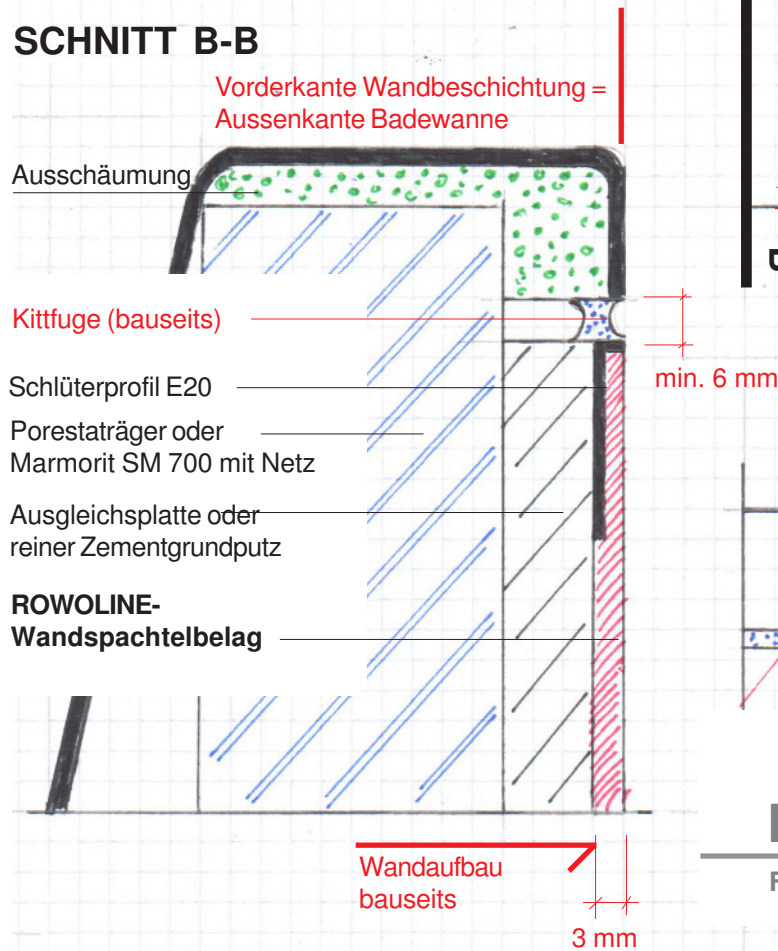 SCHNITT B-B
Vorderkante Wandbeschichtung =
Aussenkante Badewanne
Ausschäumung
Kittfuge (bauseits)
min. 6 mm
Schlüterprofil E20
Porestaträger oder
Marmorit SM 700 mit Netz
Ausgleichsplatte oder
reiner Zementgrundputz
ROWOLINE-
Wandspachtelbelag
Wandaufbau
bauseits
3 mm